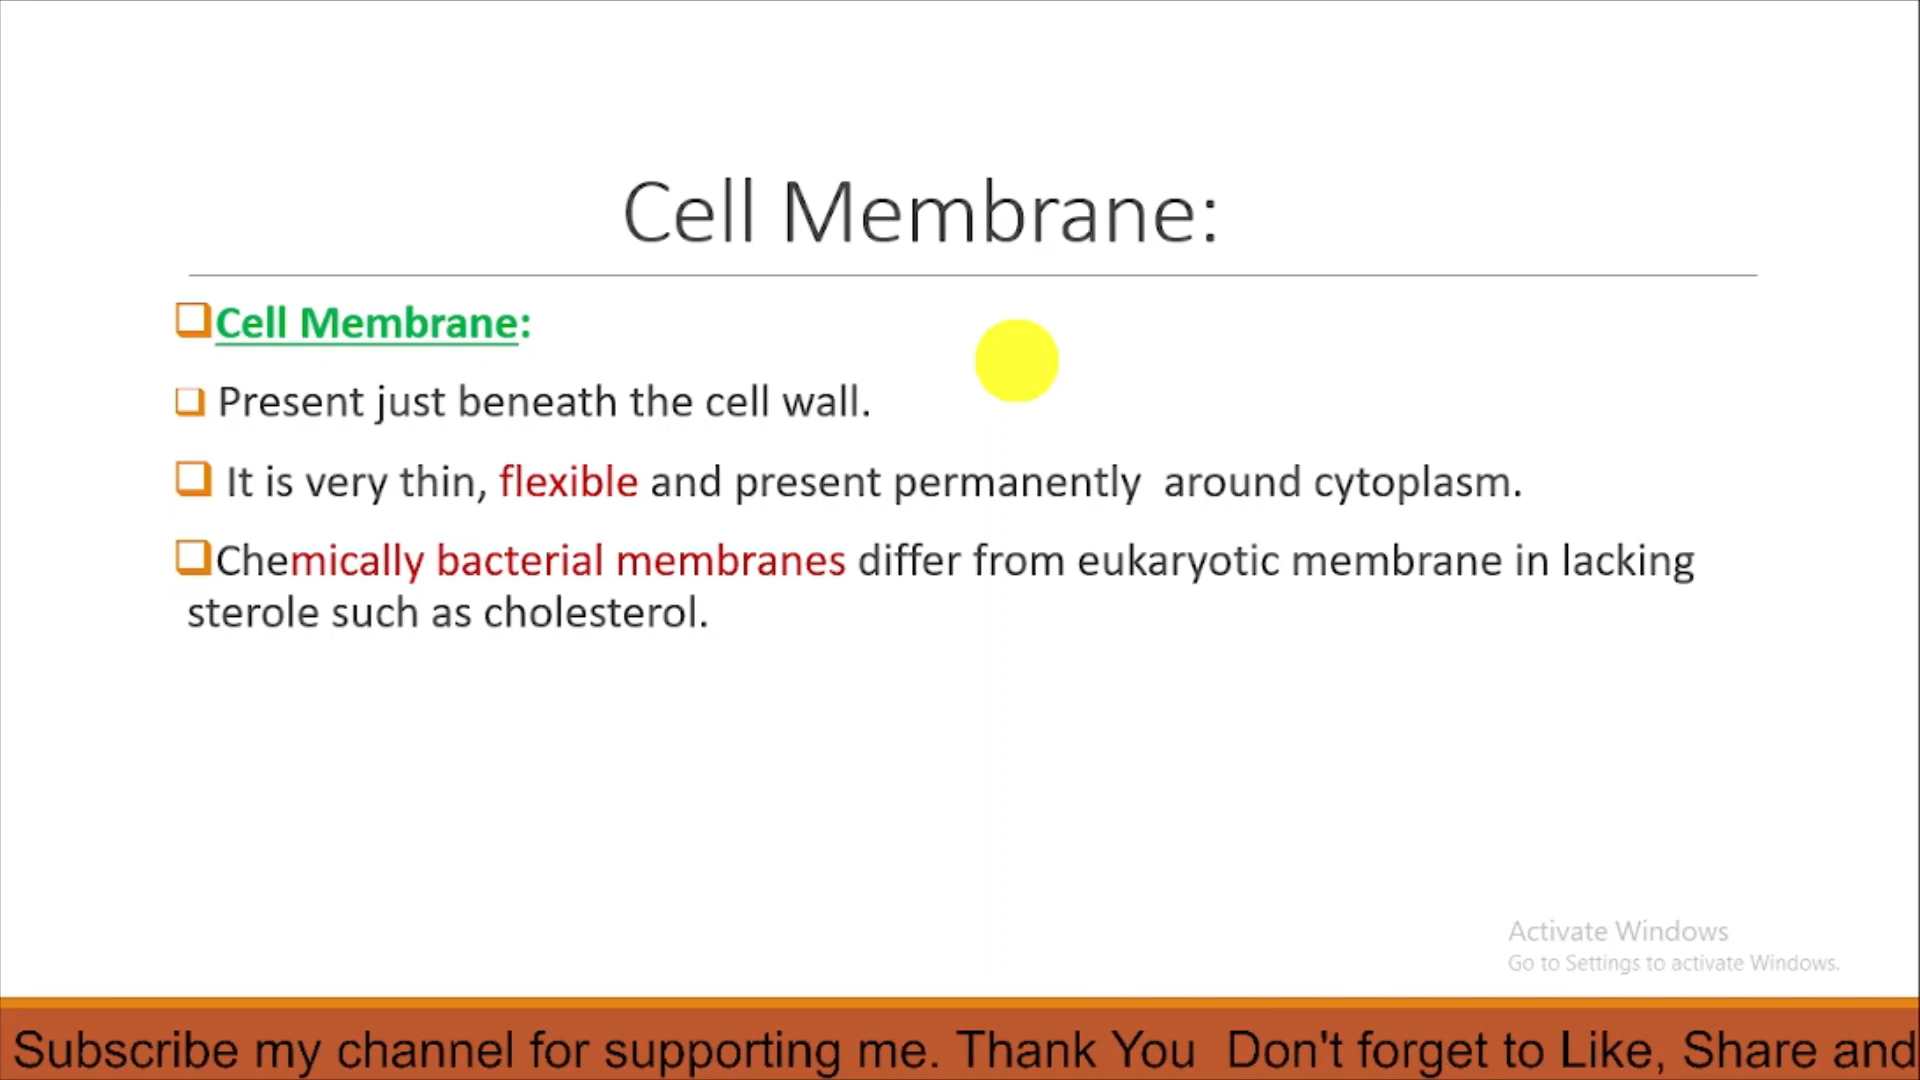 Cell Membrane:
Cell Membrane:
Present just beneath the cell wall.
It is very thin, flexible and present permanently around cytoplasm.
Chemically bacterial membranes differ from eukaryotic membrane in lacking
sterole such as cholesterol.
Activate Windows
Go to Settings to activate Windows.
Subscribe my channel for supporting me. Thank You Don't forget to Like, Share and